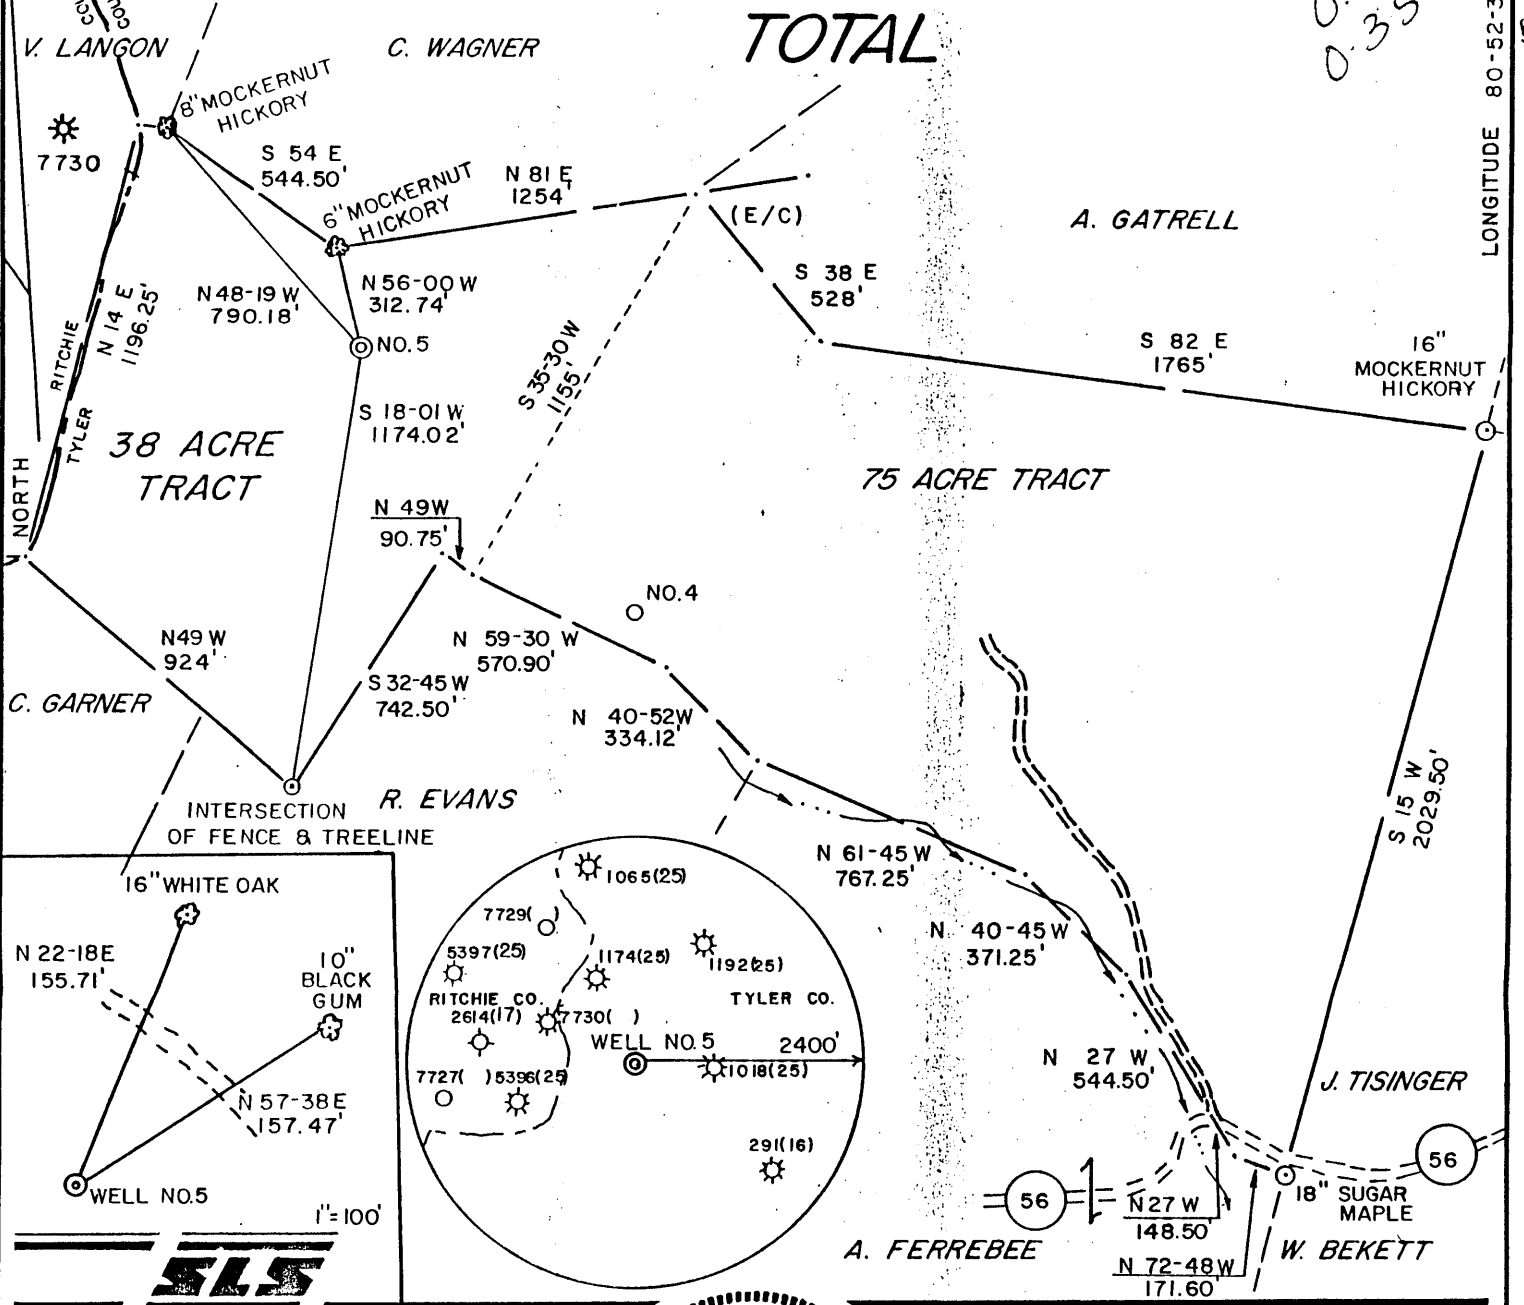 COU
COU
TOTAL
0.35
LONGITUDE 80-52-3
V. LANGON
C. WAGNER
8" MOCKERNUT
HICKORY
7730
S 54 E
544.50'
6" MOCKERNUT
HICKORY
N 81 E
1254'
(E/C)
A. GATRELL
S 38 E
528'
N 56-00 W
312.74'
N 48-19 W
790.18'
N 14 E
1196.25'
RITCHIE
TYLER
NO.5
S 35-30 W
1155'
S 82 E
1765'
16"
MOCKERNUT
HICKORY
S 18-01 W
1174.02'
38 ACRE
TRACT
75 ACRE TRACT
NORTH
N 49W
90.75'
NO.4
N49 W
924'
N 59-30 W
570.90'
S 32-45 W
742.50'
C. GARNER
N 40-52W
334.12'
S 15 W
2029.50'
R. EVANS
INTERSECTION
OF FENCE & TREELINE
N 61-45 W
767.25'
N 40-45 W
371.25'
N 27 W
544.50'
J. TISINGER
56
56
N 27 W
148.50'
18" SUGAR
MAPLE
A. FERREBEE
W. BEKETT
N 72-48 W
171.60'
16" WHITE OAK
N 22-18E
155.71'
10"
BLACK
GUM
N 57-38 E
157.47'
WELL NO.5
1"=100'
SLS
1065(25)
7729( )
5397(25)
1174(25)
1192(25)
RITCHIE CO.
TYLER CO.
2614(17)
7730( )
WELL NO.5
2400'
1018(25)
7727( )
5396(25)
291(16)